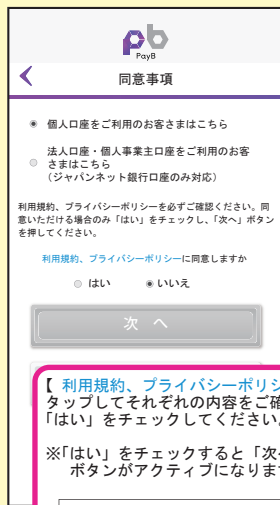 pb
PayB
同意事項
個人口座をご利用のお客さまはこちら
法人口座・個人事業主口座をご利用のお客
さまはこちら
（ジャパンネット銀行口座のみ対応）
利用規約、プライバシーポリシーを必ずご確認ください。同
意いただける場合のみ「はい」をチェックし、「次へ」ボタン
を押してください。
利用規約、プライバシーポリシーに同意しますか
はい いいえ
次 へ
【 利用規約、プライバシーポリシ
タップしてそれぞれの内容をご確
「はい」をチェックしてください。
※「はい」をチェックすると「次へ
ボタンがアクティブになりま